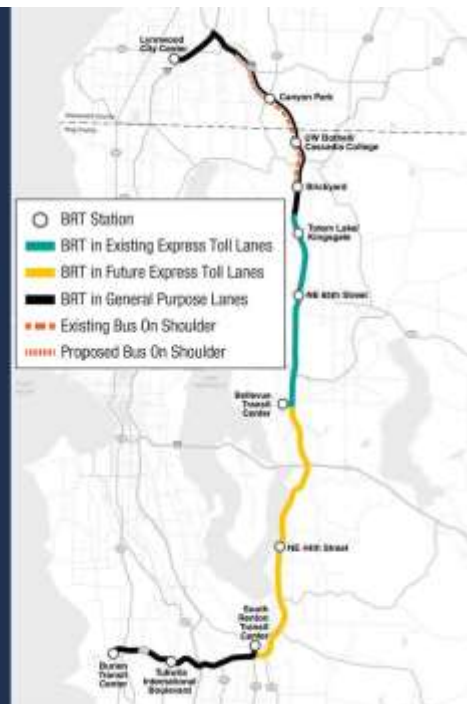 Lynnwood
City Center
Canyon Park
UW Bothell/
Cascadia College
Brickyard
Totem Lake/
Kingsgate
BRT Station
BRT in Existing Express Toll Lanes
BRT in Future Express Toll Lanes
BRT in General Purpose Lanes
Existing Bus On Shoulder
Proposed Bus On Shoulder
NE 85th Street
Bellevue
Transit
Center
NE 44th Street
South
Renton
Transit
Center
Burien
Transit
Center
Tukwila
International
Boulevard